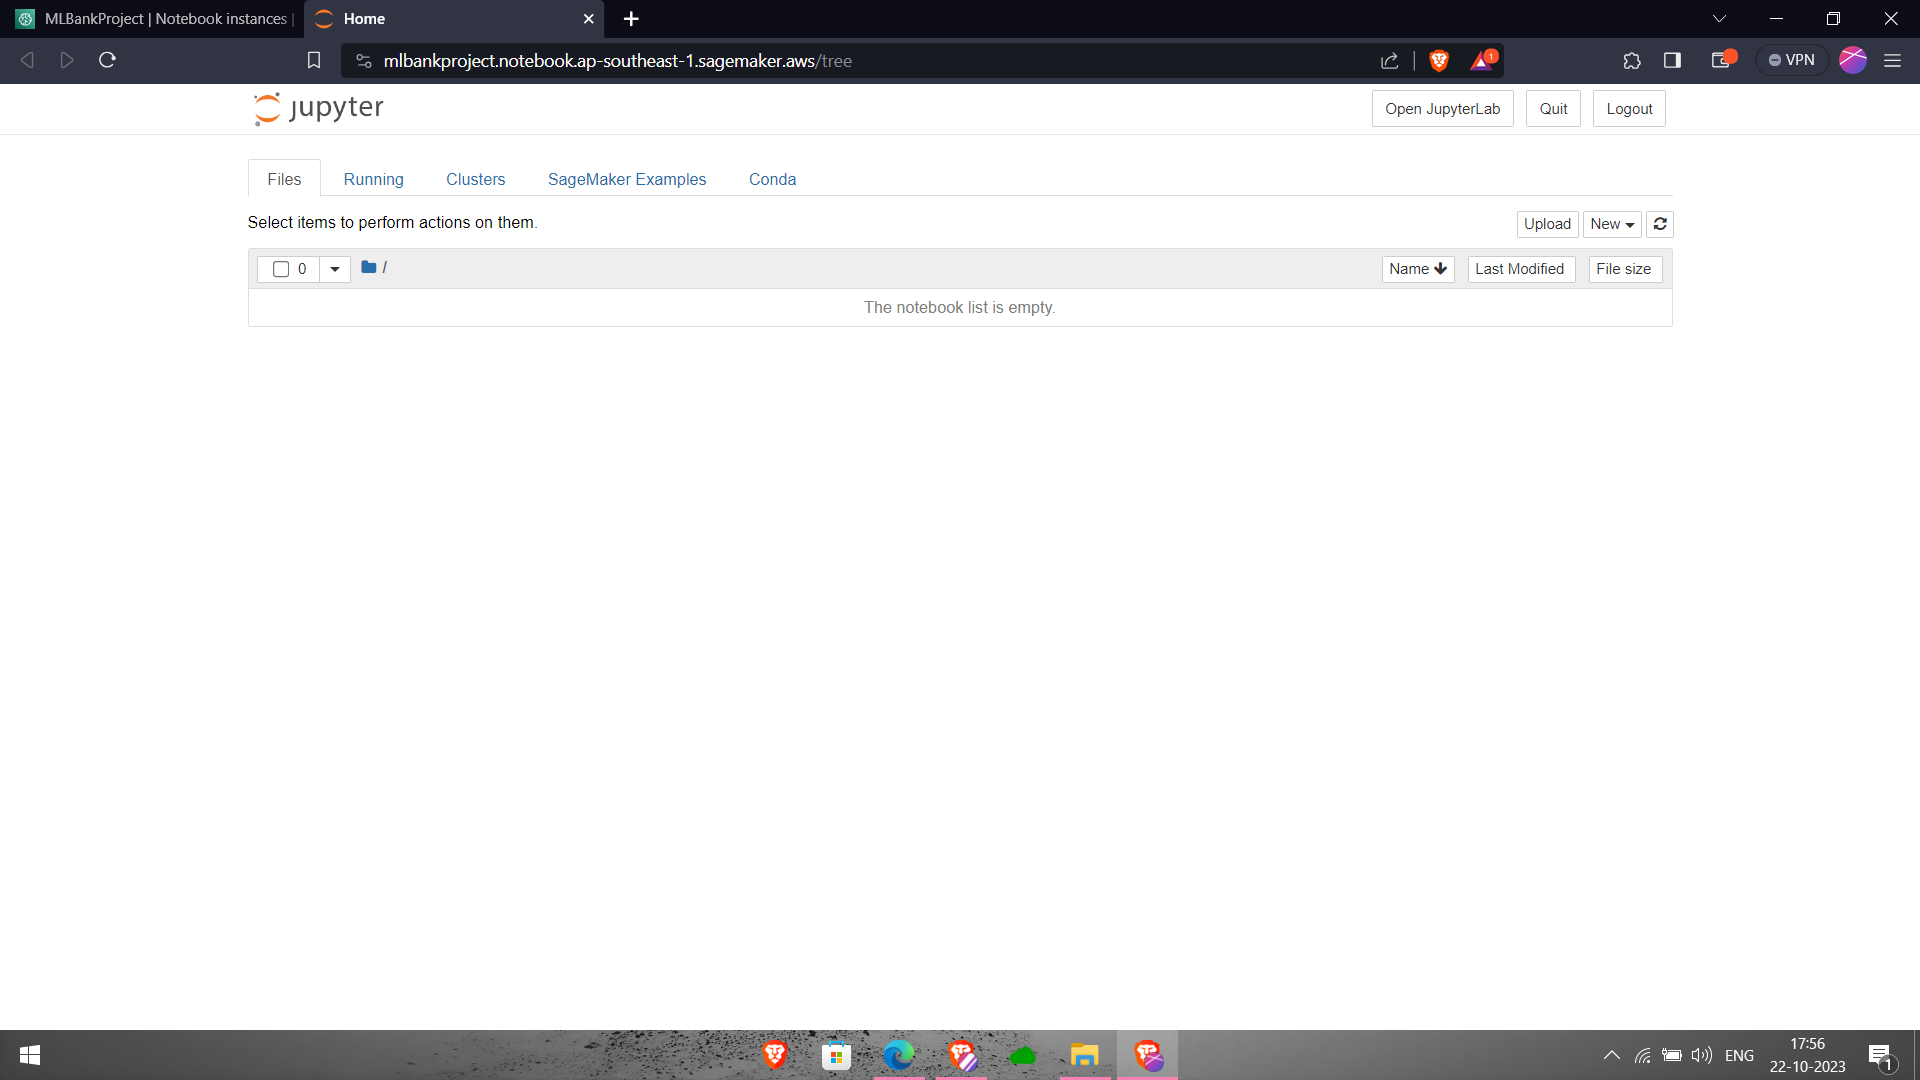 MLBankProject | Notebook instances |
Home
mlbankproject.notebook.ap-southeast-1.sagemaker.aws/tree
1
VPN
jupyter
Open JupyterLab
Quit
Logout
Files
Running
Clusters
SageMaker Examples
Conda
Select items to perform actions on them.
Upload
New
0
/
Name
Last Modified
File size
The notebook list is empty.
ENG
17:56
22-10-2023
1